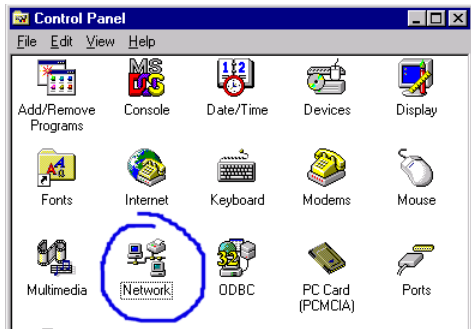 Control Panel
File Edit View Help
Add/Remove Programs
Console
Date/Time
Devices
Display
Fonts
Internet
Keyboard
Modems
Mouse
Multimedia
Network
ODBC
PC Card (PCMCIA)
Ports